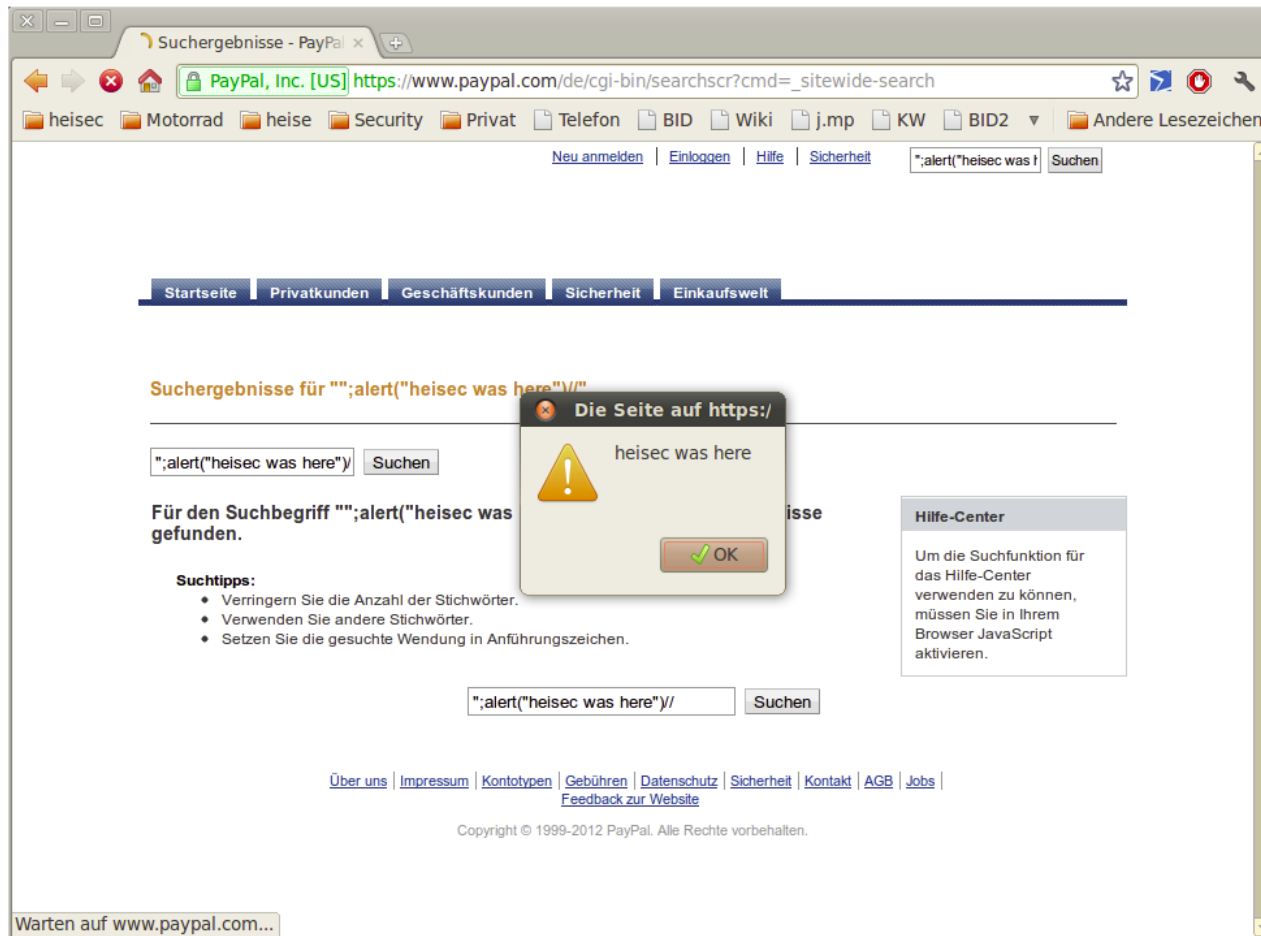 Suchergebnisse - PayPal
PayPal, Inc. [US] https://www.paypal.com/de/cgi-bin/searchscr?cmd=_sitewide-search
heisec Motorrad heise Security Privat Telefon BID Wiki j.mp KW BID2 Andere Lesezeichen
Neu anmelden | Einloggen | Hilfe | Sicherheit ";alert("heisec was Suchen
Startseite Privatkunden Geschäftskunden Sicherheit Einkaufswelt
Suchergebnisse für "";alert("heisec was here")//"
Die Seite auf https:/
heisec was here
OK
";alert("heisec was here")/ Suchen
Für den Suchbegriff "";alert("heisec was isse
gefunden.
Suchtipps:
• Verringern Sie die Anzahl der Stichwörter.
• Verwenden Sie andere Stichwörter.
• Setzen Sie die gesuchte Wendung in Anführungszeichen.
Hilfe-Center
Um die Suchfunktion für
das Hilfe-Center
verwenden zu können,
müssen Sie in Ihrem
Browser JavaScript
aktivieren.
";alert("heisec was here")// Suchen
Über uns | Impressum | Kontotypen | Gebühren | Datenschutz | Sicherheit | Kontakt | AGB | Jobs |
Feedback zur Website
Copyright © 1999-2012 PayPal. Alle Rechte vorbehalten.
Warten auf www.paypal.com...